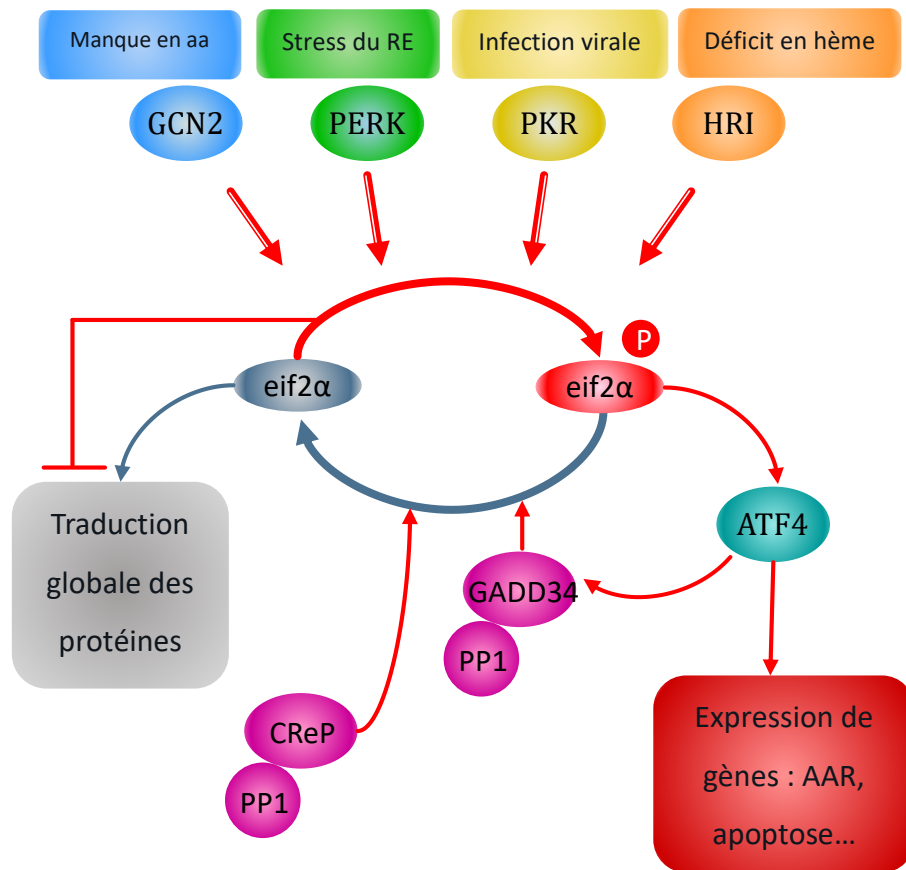 Manque en aa
Stress du RE
Infection virale
Déficit en hème
GCN2
PERK
PKR
HRI
P
eif2α
eif2α
Traduction
globale des
protéines
ATF4
GADD34
PP1
CReP
PP1
Expression de
gènes : AAR,
apoptose…